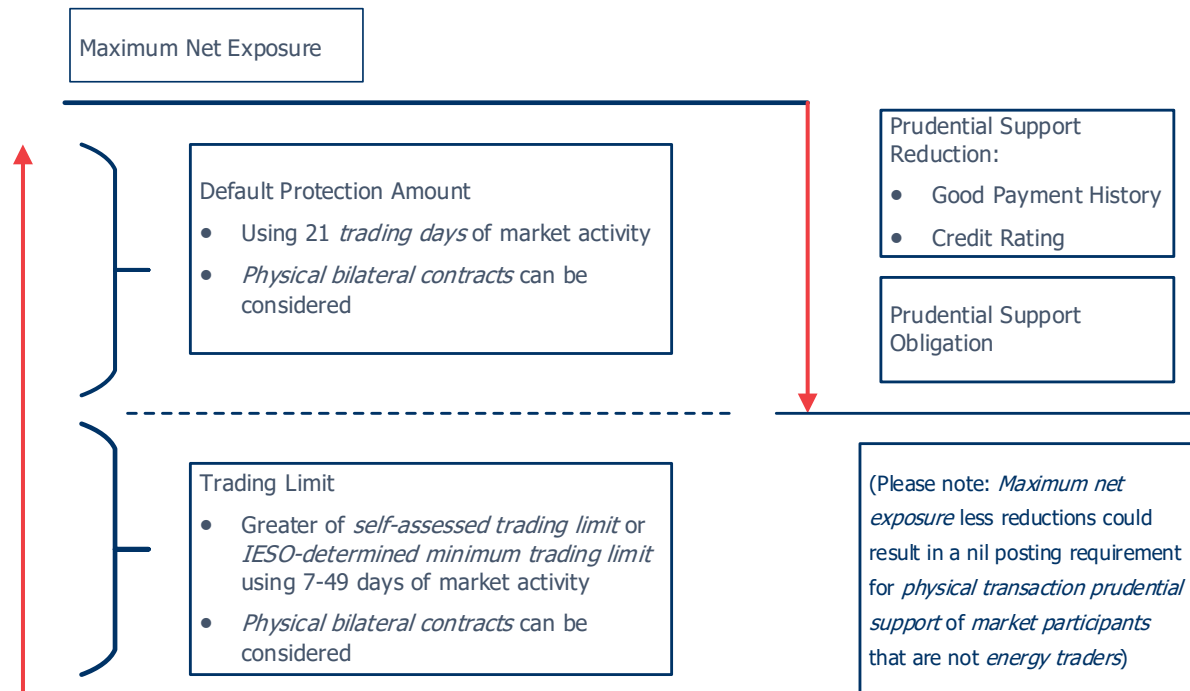 Maximum Net Exposure
Default Protection Amount
• Using 21 trading days of market activity
• Physical bilateral contracts can be
considered
Trading Limit
• Greater of self-assessed trading limit or
IESO-determined minimum trading limit
using 7-49 days of market activity
• Physical bilateral contracts can be
considered
Prudential Support
Reduction:
• Good Payment History
• Credit Rating
Prudential Support
Obligation
(Please note: Maximum net
exposure less reductions could
result in a nil posting requirement
for physical transaction prudential
support of market participants
that are not energy traders)